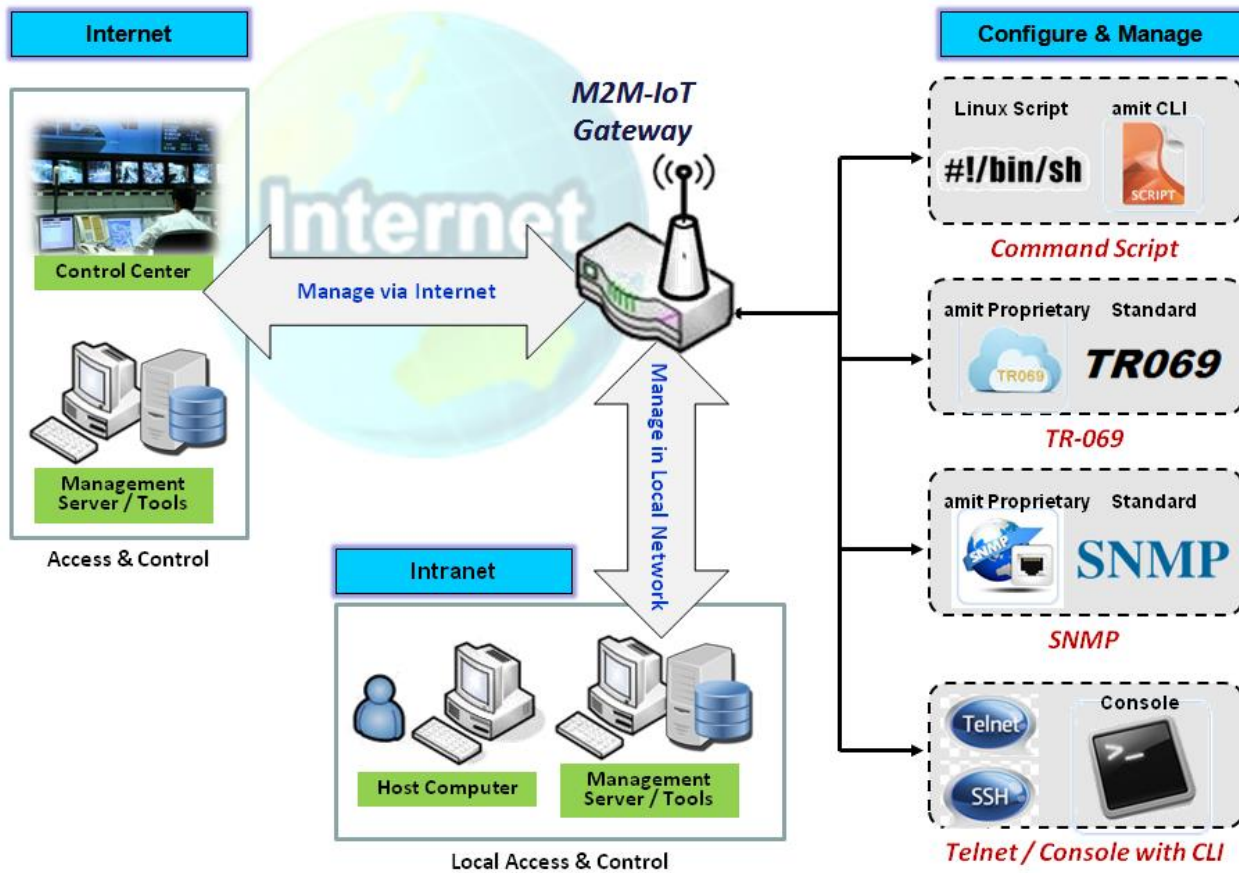 Internet
Control Center
Management
Server / Tools
Access & Control
Internet
M2M-IoT
Gateway
Manage via Internet
Manage in Local Network
Intranet
Host Computer
Management
Server / Tools
Local Access & Control
Configure & Manage
Linux Script amit CLI
#!/bin/sh
SCRIPT
Command Script
amit Proprietary Standard
TR069
TR069
TR-069
amit Proprietary Standard
SNMP
SNMP
SNMP
Console
Telnet
>_
SSH
Telnet / Console with CLI